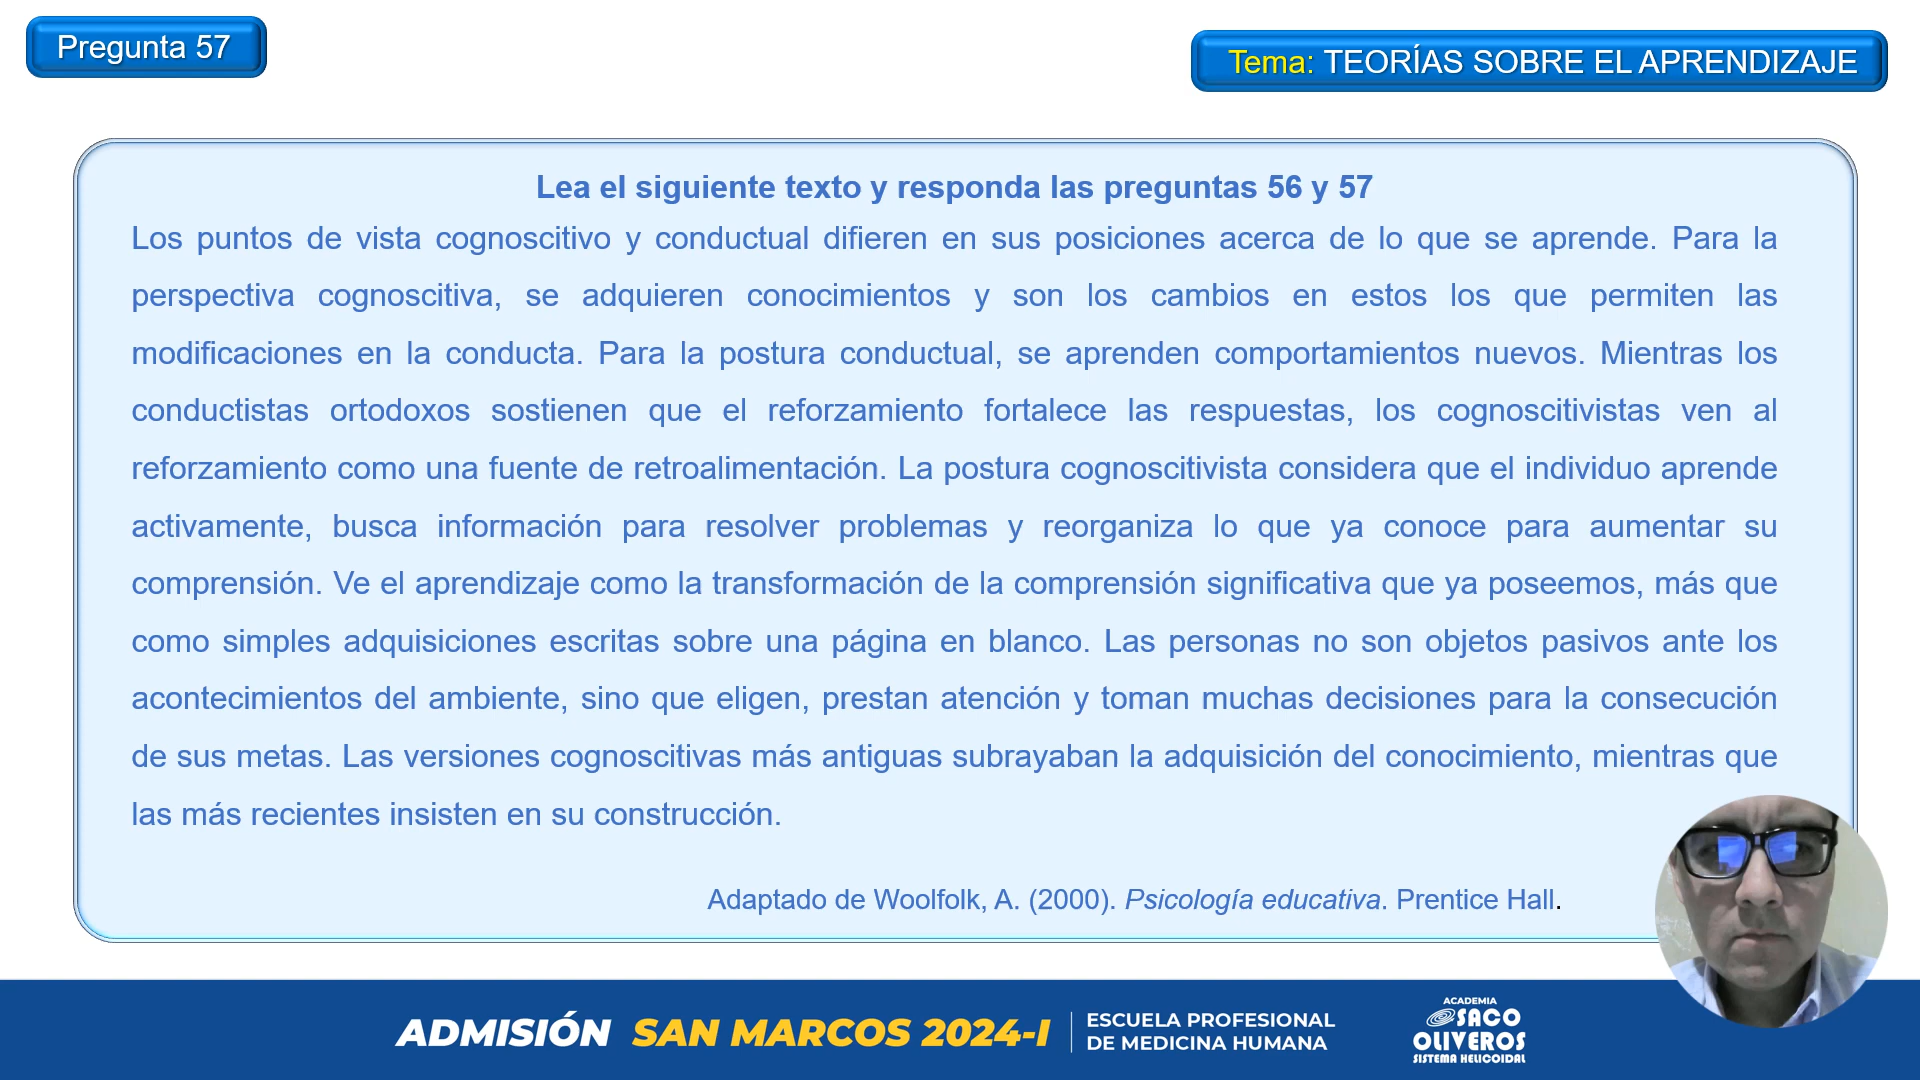 Pregunta 57
Tema: TEORÍAS SOBRE EL APRENDIZAJE
Lea el siguiente texto y responda las preguntas 56 y 57
Los puntos de vista cognoscitivo y conductual difieren en sus posiciones acerca de lo que se aprende. Para la
perspectiva cognoscitiva, se adquieren conocimientos y son los cambios en estos los que permiten las
modificaciones en la conducta. Para la postura conductual, se aprenden comportamientos nuevos. Mientras los
conductistas ortodoxos sostienen que el reforzamiento fortalece las respuestas, los cognoscitivistas ven al
reforzamiento como una fuente de retroalimentación. La postura cognoscitivista considera que el individuo aprende
activamente, busca información para resolver problemas y reorganiza lo que ya conoce para aumentar su
comprensión. Ve el aprendizaje como la transformación de la comprensión significativa que ya poseemos, más que
como simples adquisiciones escritas sobre una página en blanco. Las personas no son objetos pasivos ante los
acontecimientos del ambiente, sino que eligen, prestan atención y toman muchas decisiones para la consecución
de sus metas. Las versiones cognoscitivas más antiguas subrayaban la adquisición del conocimiento, mientras que
las más recientes insisten en su construcción.
Adaptado de Woolfolk, A. (2000). Psicología educativa. Prentice Hall.
ADMISIÓN SAN MARCOS 2024-I
ESCUELA PROFESIONAL
DE MEDICINA HUMANA
ACADEMIA
SACO
OLIVEROS
SISTEMA HELICOIDAL